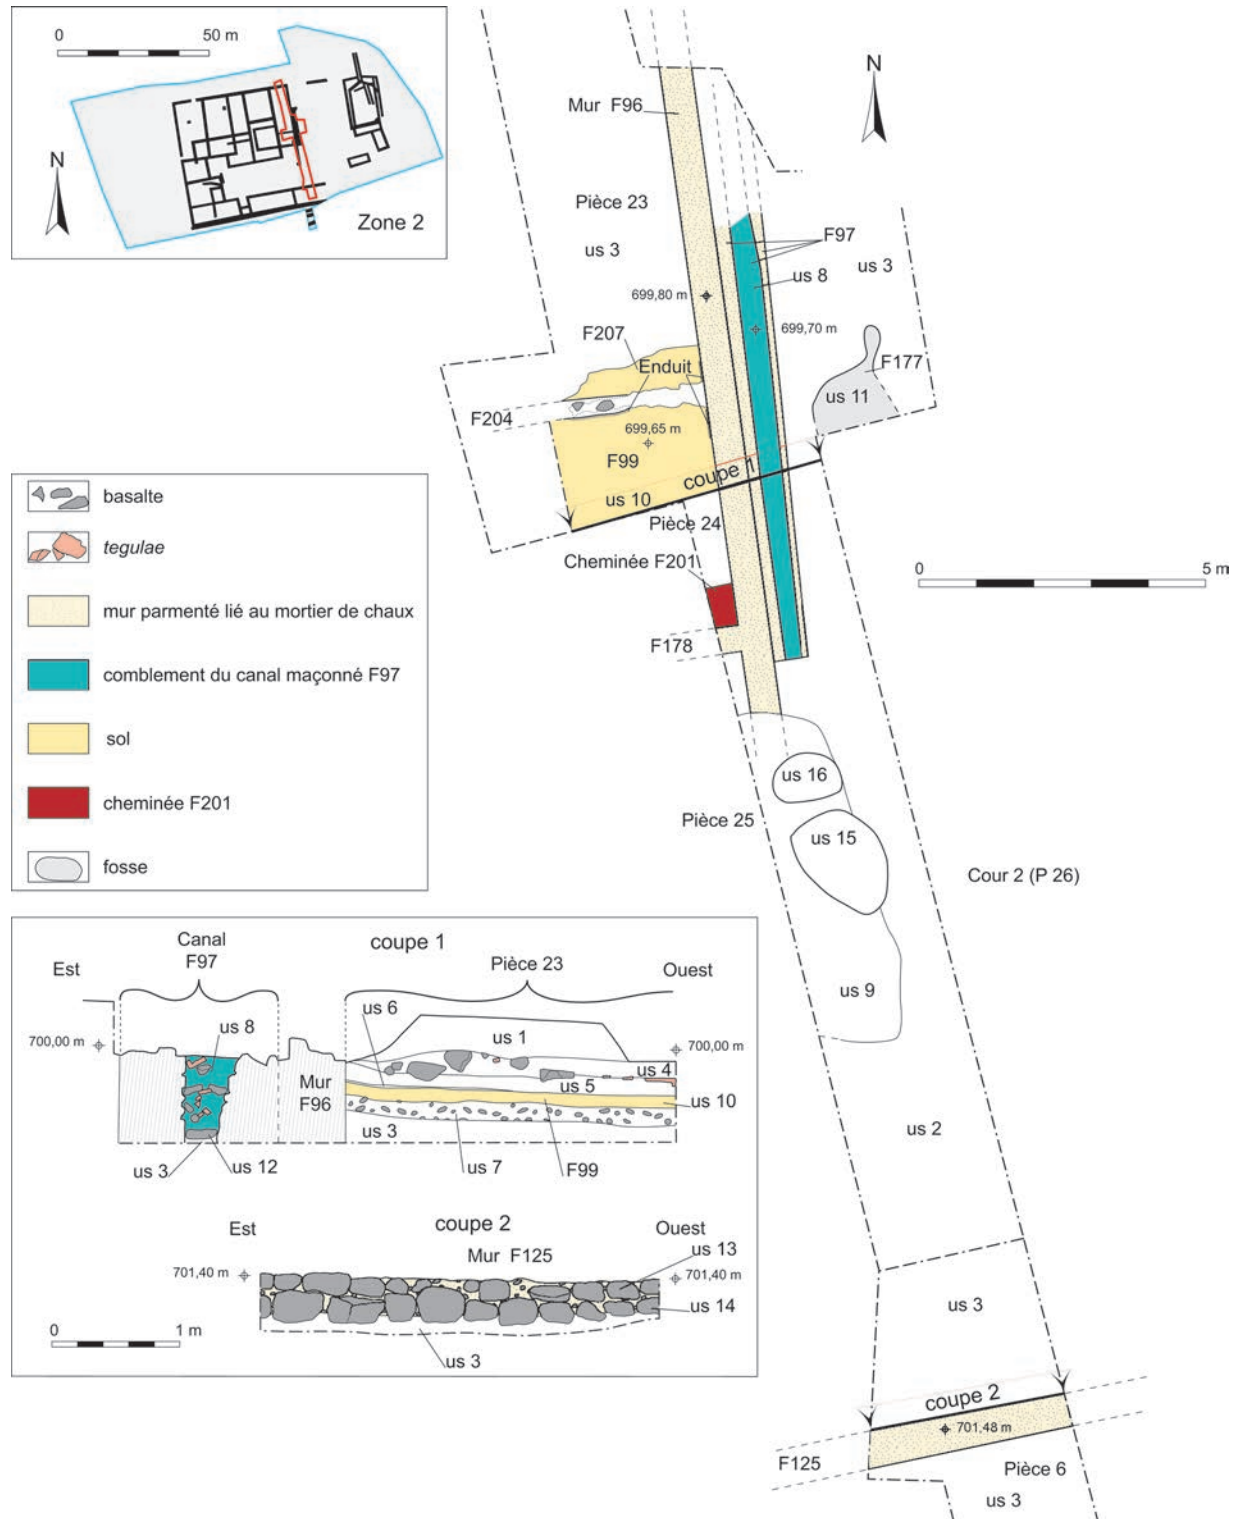 0 50 m
N
Zone 2
N
Mur F96
Pièce 23
us 3
F97
us 8
us 3
699,80 m
699,70 m
F207
Enduit
F177
us 11
F204
699,65 m
F99
us 10
coupe 1
Pièce 24
Cheminée F201
F178
0 5 m
basalte
tegulae
mur parmenté lié au mortier de chaux
comblement du canal maçonné F97
sol
cheminée F201
fosse
us 16
Pièce 25
us 15
Cour 2 (P 26)
us 9
us 2
us 3
coupe 2
701,48 m
F125
Pièce 6
us 3
coupe 1
Canal
F97
Est
Pièce 23
Ouest
us 6
us 8
us 1
700,00 m
700,00 m
us 4
us 5
Mur
F96
us 10
us 3
us 3
us 12
us 7
F99
coupe 2
Est
Ouest
Mur F125
us 13
701,40 m
701,40 m
us 14
0 1 m
us 3